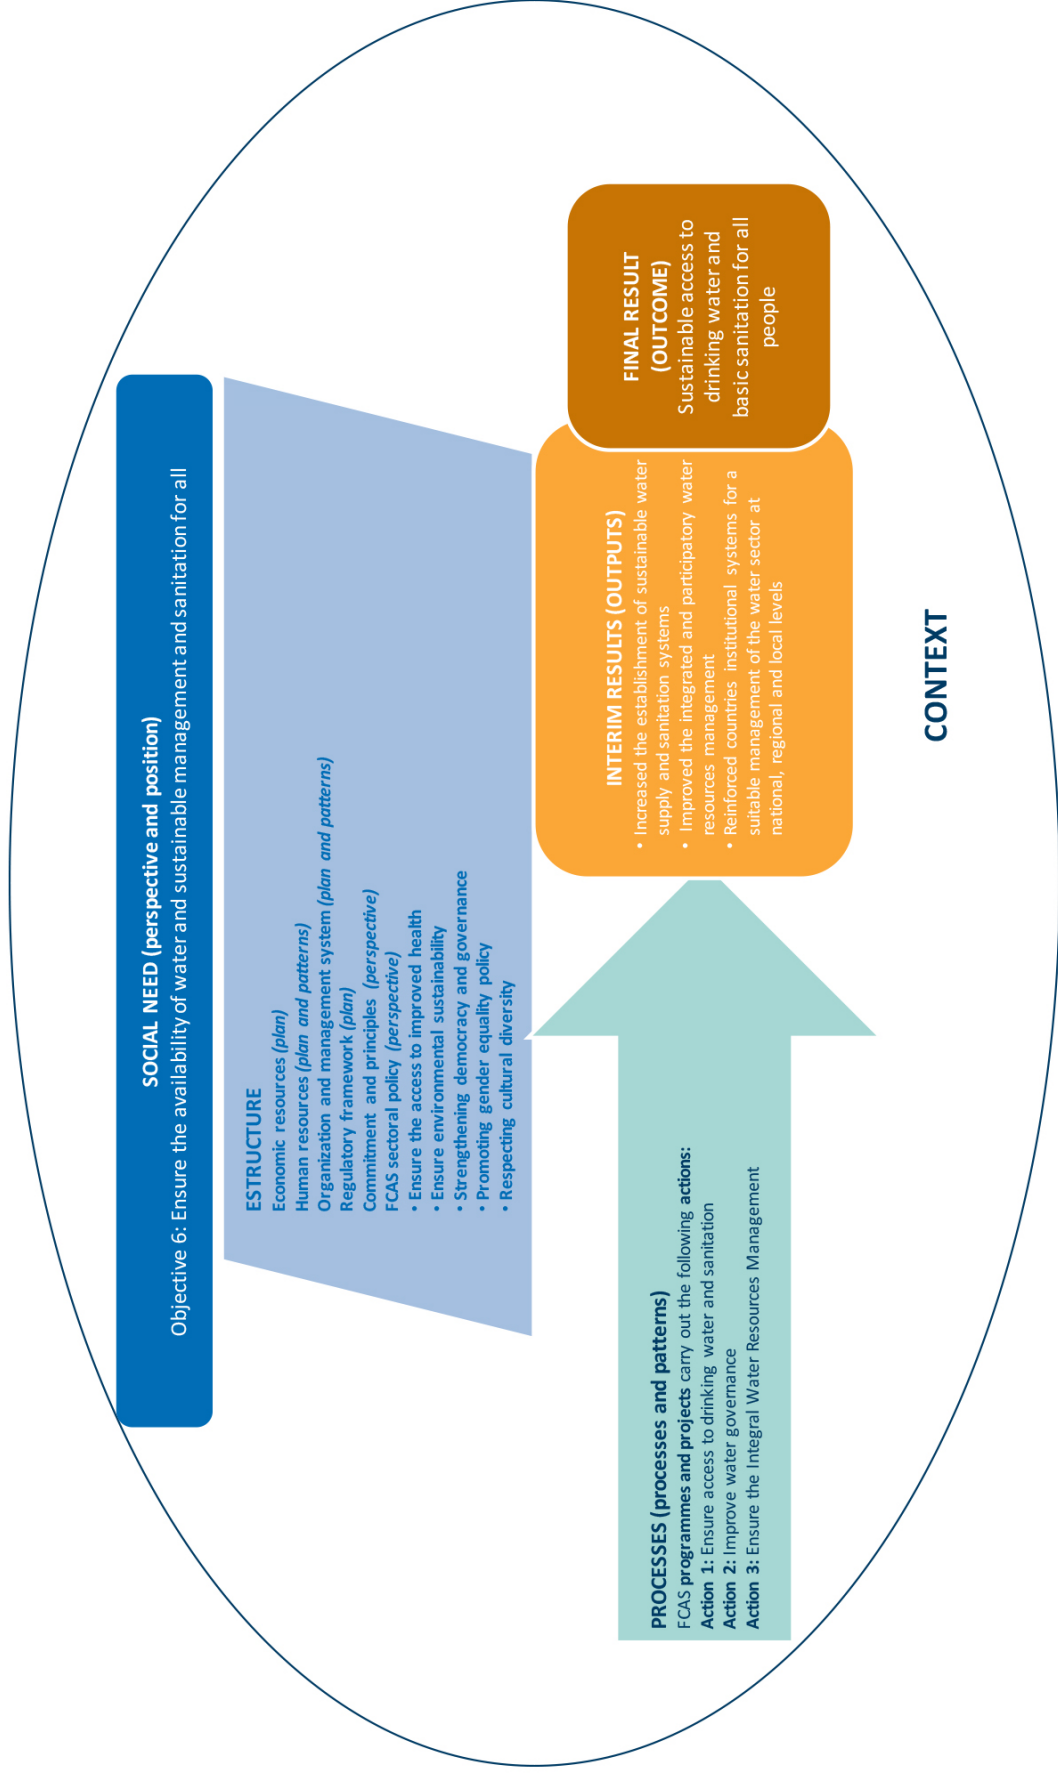 SOCIAL NEED (perspective and position)
Objective 6: Ensure the availability of water and sustainable management and sanitation for all
ESTRUCTURE
Economic resources (plan)
Human resources (plan and patterns)
Organization and management system (plan and patterns)
Regulatory framework (plan)
Commitment and principles (perspective)
FCAS sectoral policy (perspective)
• Ensure the access to improved health
• Ensure environmental sustainability
• Strengthening democracy and governance
• Promoting gender equality policy
• Respecting cultural diversity
PROCESSES (processes and patterns)
FCAS programmes and projects carry out the following actions:
Action 1: Ensure access to drinking water and sanitation
Action 2: Improve water governance
Action 3: Ensure the Integral Water Resources Management
INTERIM RESULTS (OUTPUTS)
• Increased the establishment of sustainable water
supply and sanitation systems
• Improved the integrated and participatory water
resources management
• Reinforced countries institutional systems for a
suitable management of the water sector at
national, regional and local levels
FINAL RESULT
(OUTCOME)
Sustainable access to
drinking water and
basic sanitation for all
people
CONTEXT